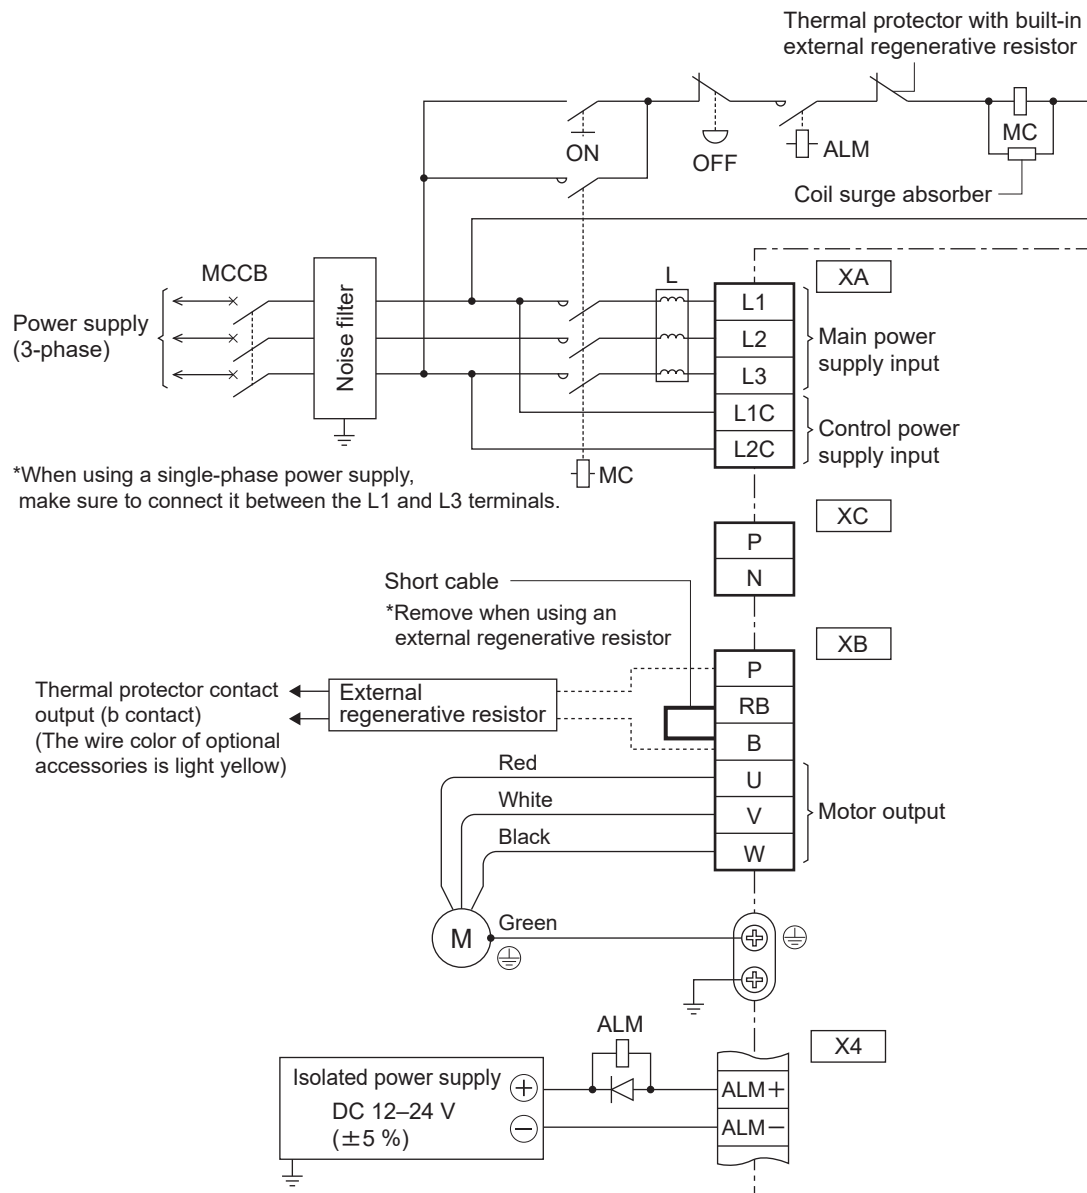 Thermal protector with built-in
external regenerative resistor
ON
OFF
ALM
MC
Coil surge absorber
MCCB
Power supply
(3-phase)
Noise filter
L
XA
L1
L2
L3
L1C
L2C
Main power
supply input
Control power
supply input
MC
*When using a single-phase power supply,
make sure to connect it between the L1 and L3 terminals.
XC
P
N
Short cable
*Remove when using an
external regenerative resistor
XB
P
RB
B
U
V
W
Thermal protector contact
output (b contact)
(The wire color of optional
accessories is light yellow)
External
regenerative resistor
Red
White
Black
Motor output
M
Green
ALM
X4
Isolated power supply
DC 12–24 V
(±5 %)
+
−
ALM+
ALM−